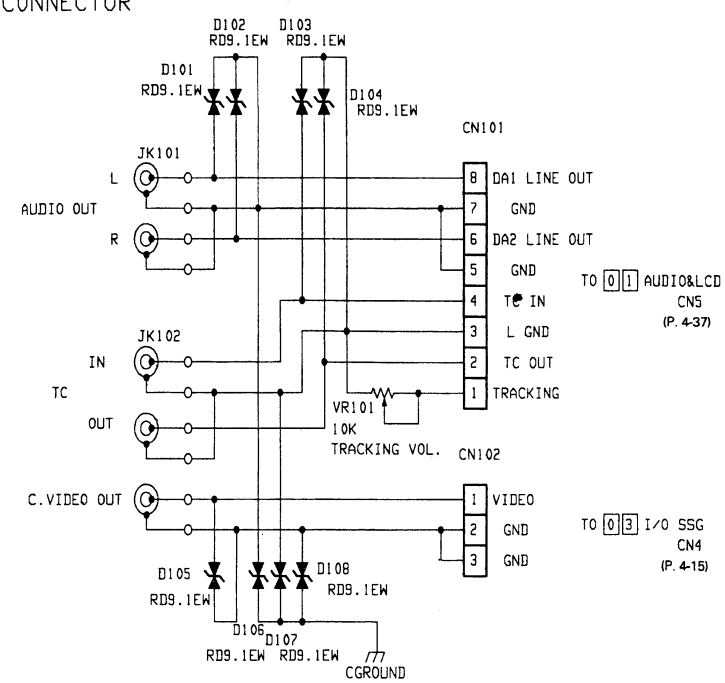 CONNECTOR
D102
RD9.1EW
D103
RD9.1EW
D101
RD9.1EW
D104
RD9.1EW
CN101
JK101
L
8 DA1 LINE OUT
AUDIO OUT
7 GND
R
6 DA2 LINE OUT
5 GND
TO 0 1 AUDIO&LCD
CN5
(P. 4-37)
4 TC IN
JK102
3 L GND
IN
2 TC OUT
TC
1 TRACKING
VR101
10K
TRACKING VOL.
OUT
CN102
C.VIDEO OUT
1 VIDEO
2 GND
3 GND
TO 0 3 I/O SSG
CN4
(P. 4-15)
D105
RD9.1EW
D108
RD9.1EW
D106
RD9.1EW
D107
RD9.1EW
CGROUND